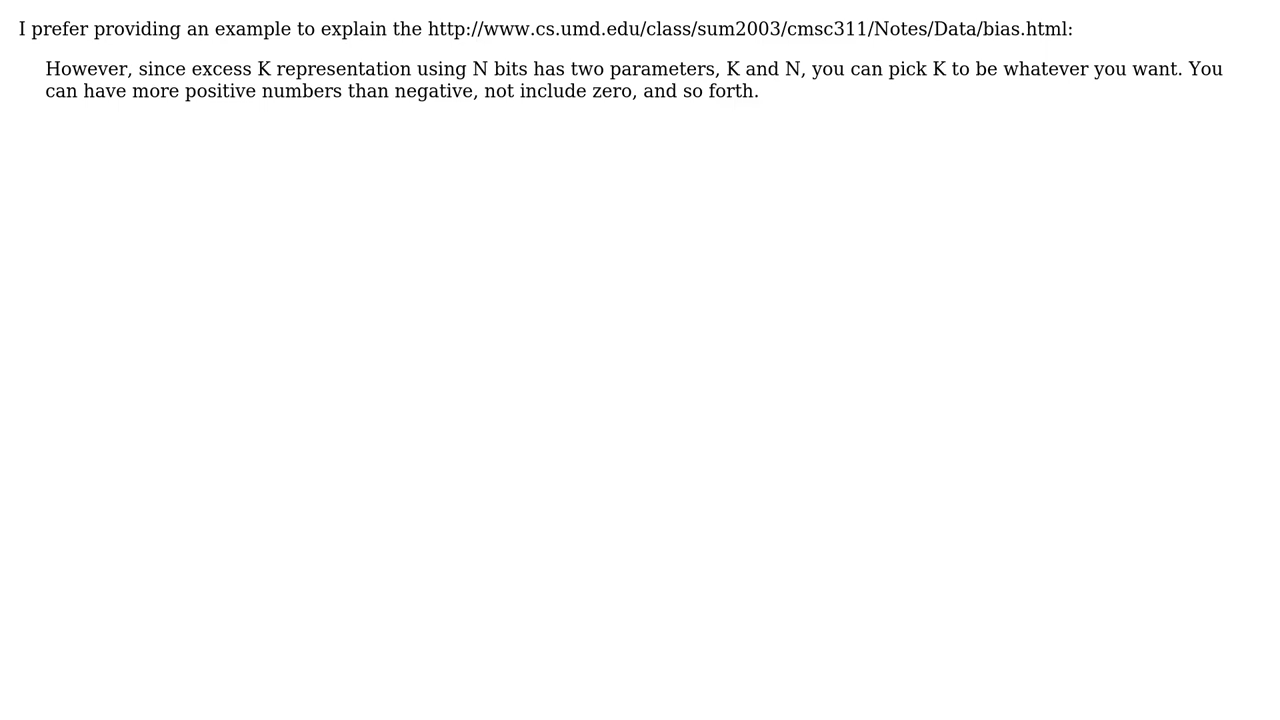 I prefer providing an example to explain the http://www.cs.umd.edu/class/sum2003/cmsc311/Notes/Data/bias.html:
However, since excess K representation using N bits has two parameters, K and N, you can pick K to be whatever you want. You
can have more positive numbers than negative, not include zero, and so forth.